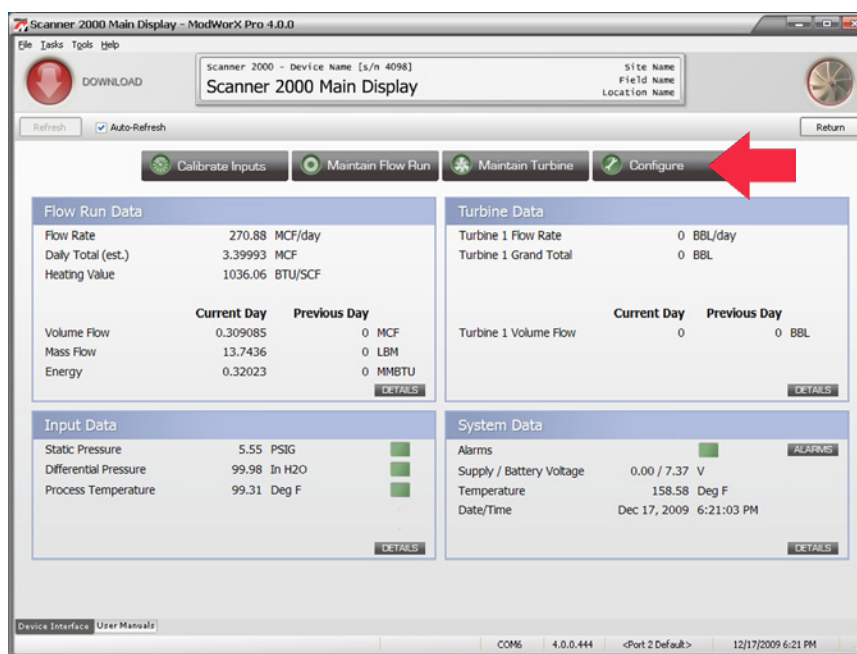 Scanner 2000 Main Display - ModWorX Pro 4.0.0
File Tasks Tools Help
DOWNLOAD
Scanner 2000 - Device Name [s/n 4098]
Scanner 2000 Main Display
Site Name
Field Name
Location Name
Refresh Auto-Refresh Return
Calibrate Inputs Maintain Flow Run Maintain Turbine Configure
Flow Run Data
Flow Rate 270.88 MCF/day
Daily Total (est.) 3.39993 MCF
Heating Value 1036.06 BTU/SCF
Current Day Previous Day
Volume Flow 0.309085 0 MCF
Mass Flow 13.7436 0 LBM
Energy 0.32023 0 MMBTU
DETAILS
Turbine Data
Turbine 1 Flow Rate 0 BBL/day
Turbine 1 Grand Total 0 BBL
Current Day Previous Day
Turbine 1 Volume Flow 0 0 BBL
DETAILS
Input Data
Static Pressure 5.55 PSIG
Differential Pressure 99.98 In H2O
Process Temperature 99.31 Deg F
DETAILS
System Data
Alarms ALARMS
Supply / Battery Voltage 0.00 / 7.37 V
Temperature 158.58 Deg F
Date/Time Dec 17, 2009 6:21:03 PM
DETAILS
Device Interface User Manuals
COM6 4.0.0.444 <Port 2 Default> 12/17/2009 6:21 PM